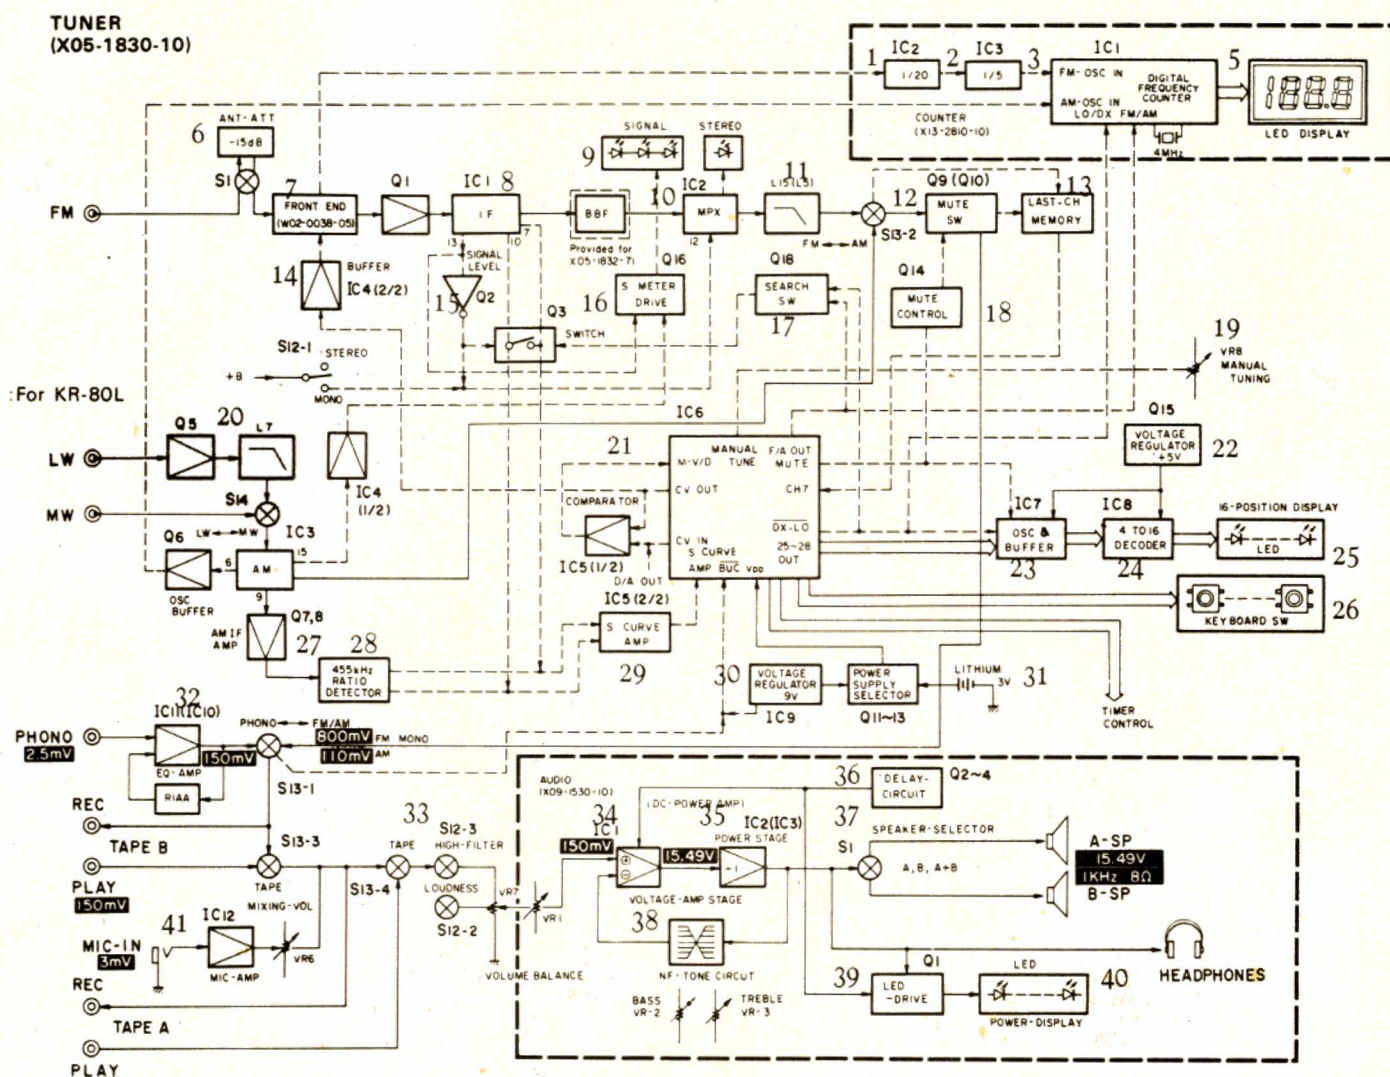 TUNER
(X05-1830-10)
1
IC2
1/20
2
IC3
1/5
3
IC1
FM-OSC IN
DIGITAL
FREQUENCY
COUNTER
AM-OSC IN
LO/DX FM/AM
5
188.8
LED DISPLAY
COUNTER
(X13-2810-10)
4MHz
6
ANT-ATT
-15dB
S1
FM
7
FRONT END
(W02-0038-05)
Q1
IC1
8
IF
13
10
7
SIGNAL
LEVEL
9
SIGNAL
STEREO
BBF
Provided for
X05-1832-71
10
IC2
MPX
12
11
L15(L5)
FM
AM
S13-2
12
Q9 (Q10)
MUTE
SW
13
LAST-CH
MEMORY
14
BUFFER
IC4(2/2)
15
Q2
Q16
16
S METER
DRIVE
Q18
SEARCH
SW
17
Q14
MUTE
CONTROL
18
Q3
SWITCH
19
VR8
MANUAL
TUNING
S12-1
STEREO
+B
MONO
:For KR-80L
Q5
20
L7
LW
MW
S14
LW
MW
IC4
(1/2)
Q6
6
IC3
15
AM
9
OSC
BUFFER
Q7,8
AM IF
AMP
27
28
455kHz
RATIO
DETECTOR
21
COMPARATOR
IC5(1/2)
D/A OUT
IC5(2/2)
S CURVE
AMP
29
IC6
MANUAL
TUNE
F/A OUT
MUTE
M-V/D
CV OUT
CH7
DX-LO
CV IN
S CURVE
AMP
BUC
VDD
25~28
OUT
Q15
VOLTAGE
REGULATOR
+5V
22
IC7
OSC &
BUFFER
23
IC8
4 TO 16
DECODER
24
16-POSITION DISPLAY
LED
25
KEYBOARD SW
26
30
VOLTAGE
REGULATOR
9V
IC9
POWER
SUPPLY
SELECTOR
Q11~13
LITHIUM
3V
31
TIMER
CONTROL
32
IC11(IC10)
PHONO
2.5mV
EQ-AMP
150mV
RIAA
PHONO
FM/AM
800mV
FM MONO
110mV
AM
S13-1
REC
TAPE B
PLAY
150mV
S13-3
TAPE
33
TAPE
S13-4
S12-3
HIGH-FILTER
LOUDNESS
S12-2
VR7
VOLUME BALANCE
MIXING-VOL
VR6
41
IC12
MIC-IN
3mV
MIC-AMP
REC
TAPE A
PLAY
AUDIO
(X09-1530-10)
34
IC1
150mV
VR1
(DC-POWER AMP)
35
15.49V
IC2(IC3)
POWER STAGE
÷1
VOLTAGE-AMP STAGE
36
DELAY-
CIRCUIT
Q2~4
37
S1
SPEAKER-SELECTOR
A, B, A+B
A-SP
15.49V
1KHz 8Ω
B-SP
38
NF-TONE CIRCUT
BASS
VR-2
TREBLE
VR-3
HEADPHONES
39
Q1
LED
-DRIVE
LED
POWER-DISPLAY
40